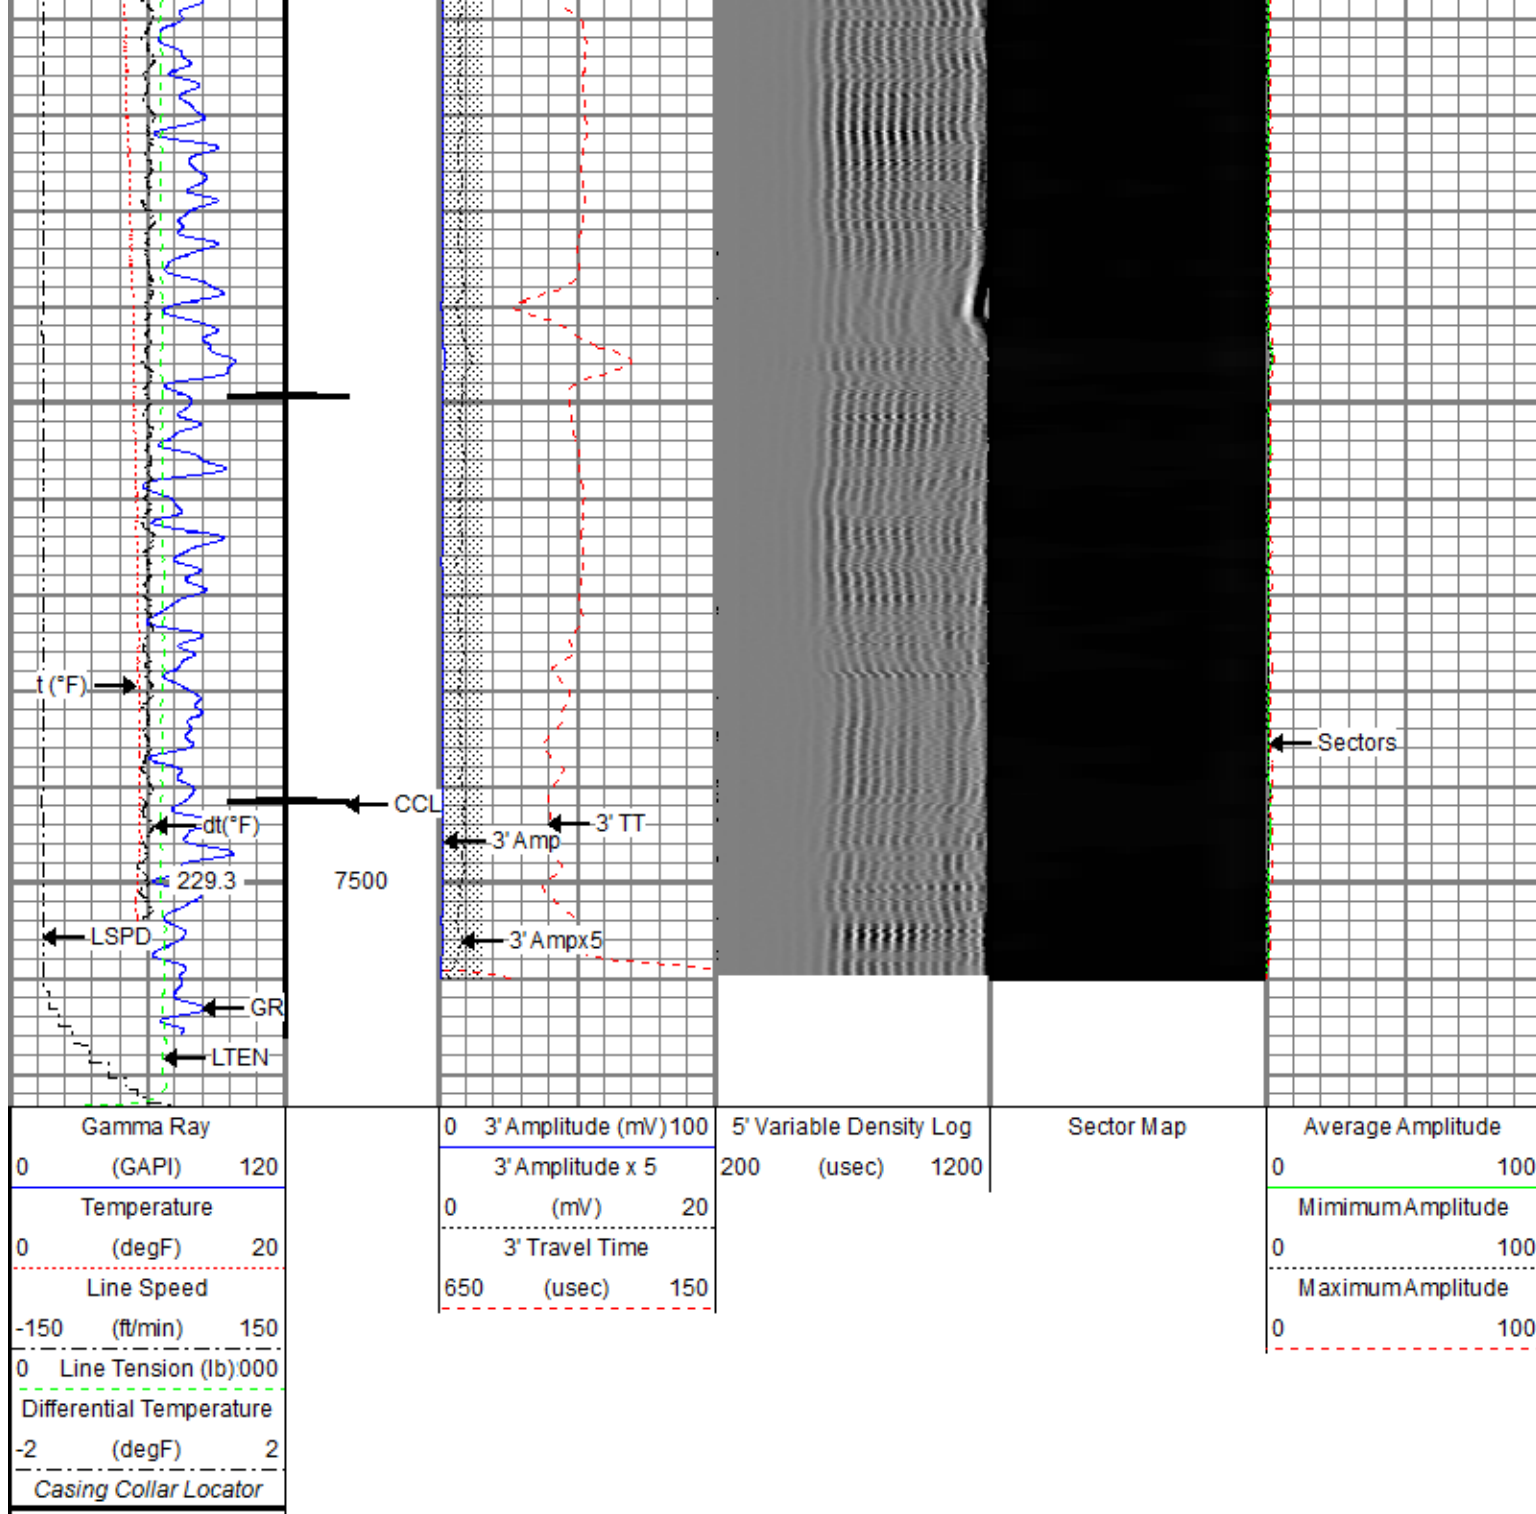 t (°F)
Sectors
CCL
3' TT
dt(°F)
3' Amp
229.3
7500
LSPD
3' Ampx5
GR
LTEN
Gamma Ray
0 (GAPI) 120
Temperature
0 (degF) 20
Line Speed
-150 (ft/min) 150
0 Line Tension (lb) 000
Differential Temperature
-2 (degF) 2
Casing Collar Locator
0 3' Amplitude (mV) 100
3' Amplitude x 5
0 (mV) 20
3' Travel Time
650 (usec) 150
5' Variable Density Log
200 (usec) 1200
Sector Map
Average Amplitude
0 100
Mimimum Amplitude
0 100
Maximum Amplitude
0 100